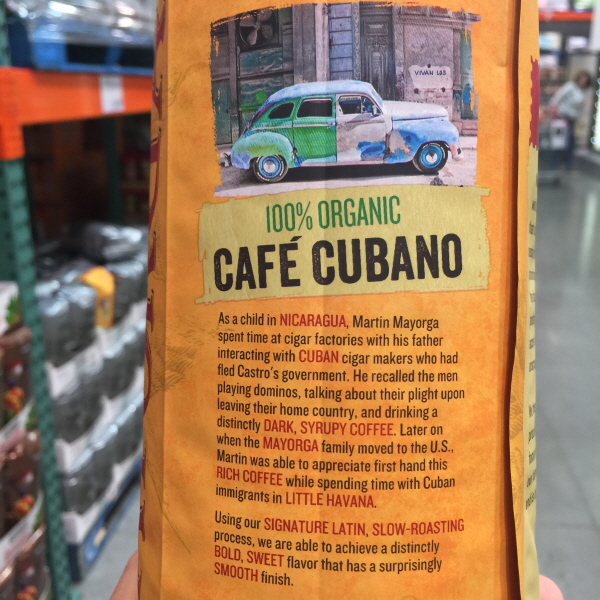 VIVAN LOS
100% ORGANIC
CAFÉ CUBANO
As a child in NICARAGUA, Martin Mayorga
spent time at cigar factories with his father
interacting with CUBAN cigar makers who had
fled Castro's government. He recalled the men
playing dominos, talking about their plight upon
leaving their home country, and drinking a
distinctly DARK, SYRUPY COFFEE. Later on
when the MAYORGA family moved to the U.S.,
Martin was able to appreciate first hand this
RICH COFFEE while spending time with Cuban
immigrants in LITTLE HAVANA.
Using our SIGNATURE LATIN, SLOW-ROASTING
process, we are able to achieve a distinctly
BOLD, SWEET flavor that has a surprisingly
SMOOTH finish.